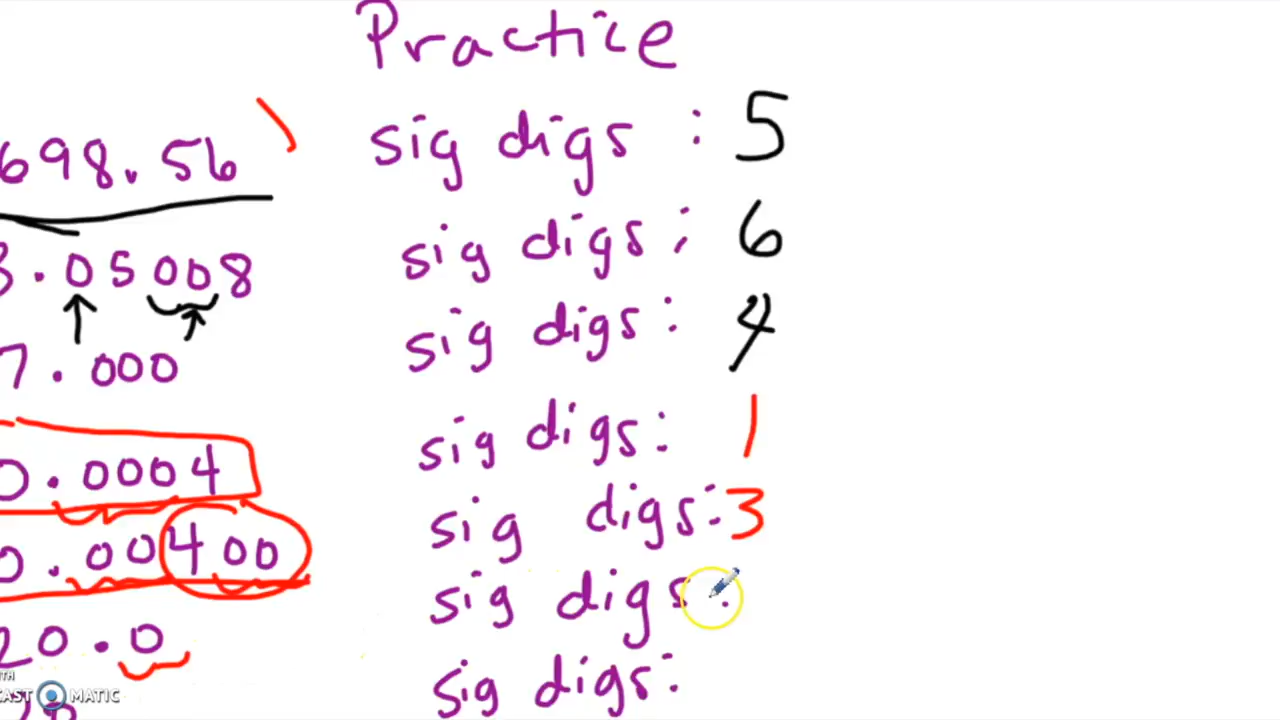 Practice
698.56 sig digs : 5
3.05008 sig digs : 6
7.000 sig digs : 4
0.0004 sig digs: 1
0.00400 sig digs: 3
20.0 sig digs :
sig digs:
MATIC